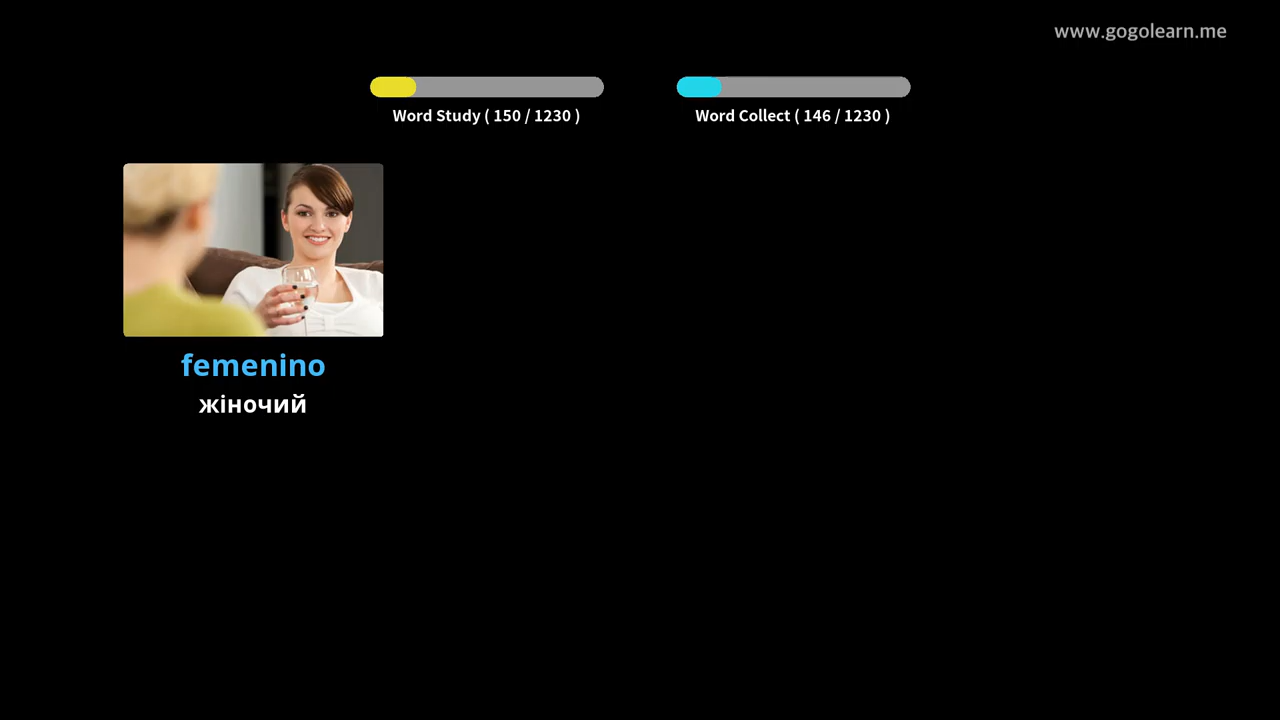 www.gogolearn.me
Word Study ( 150 / 1230 )
Word Collect ( 146 / 1230 )
femenino
жіночий